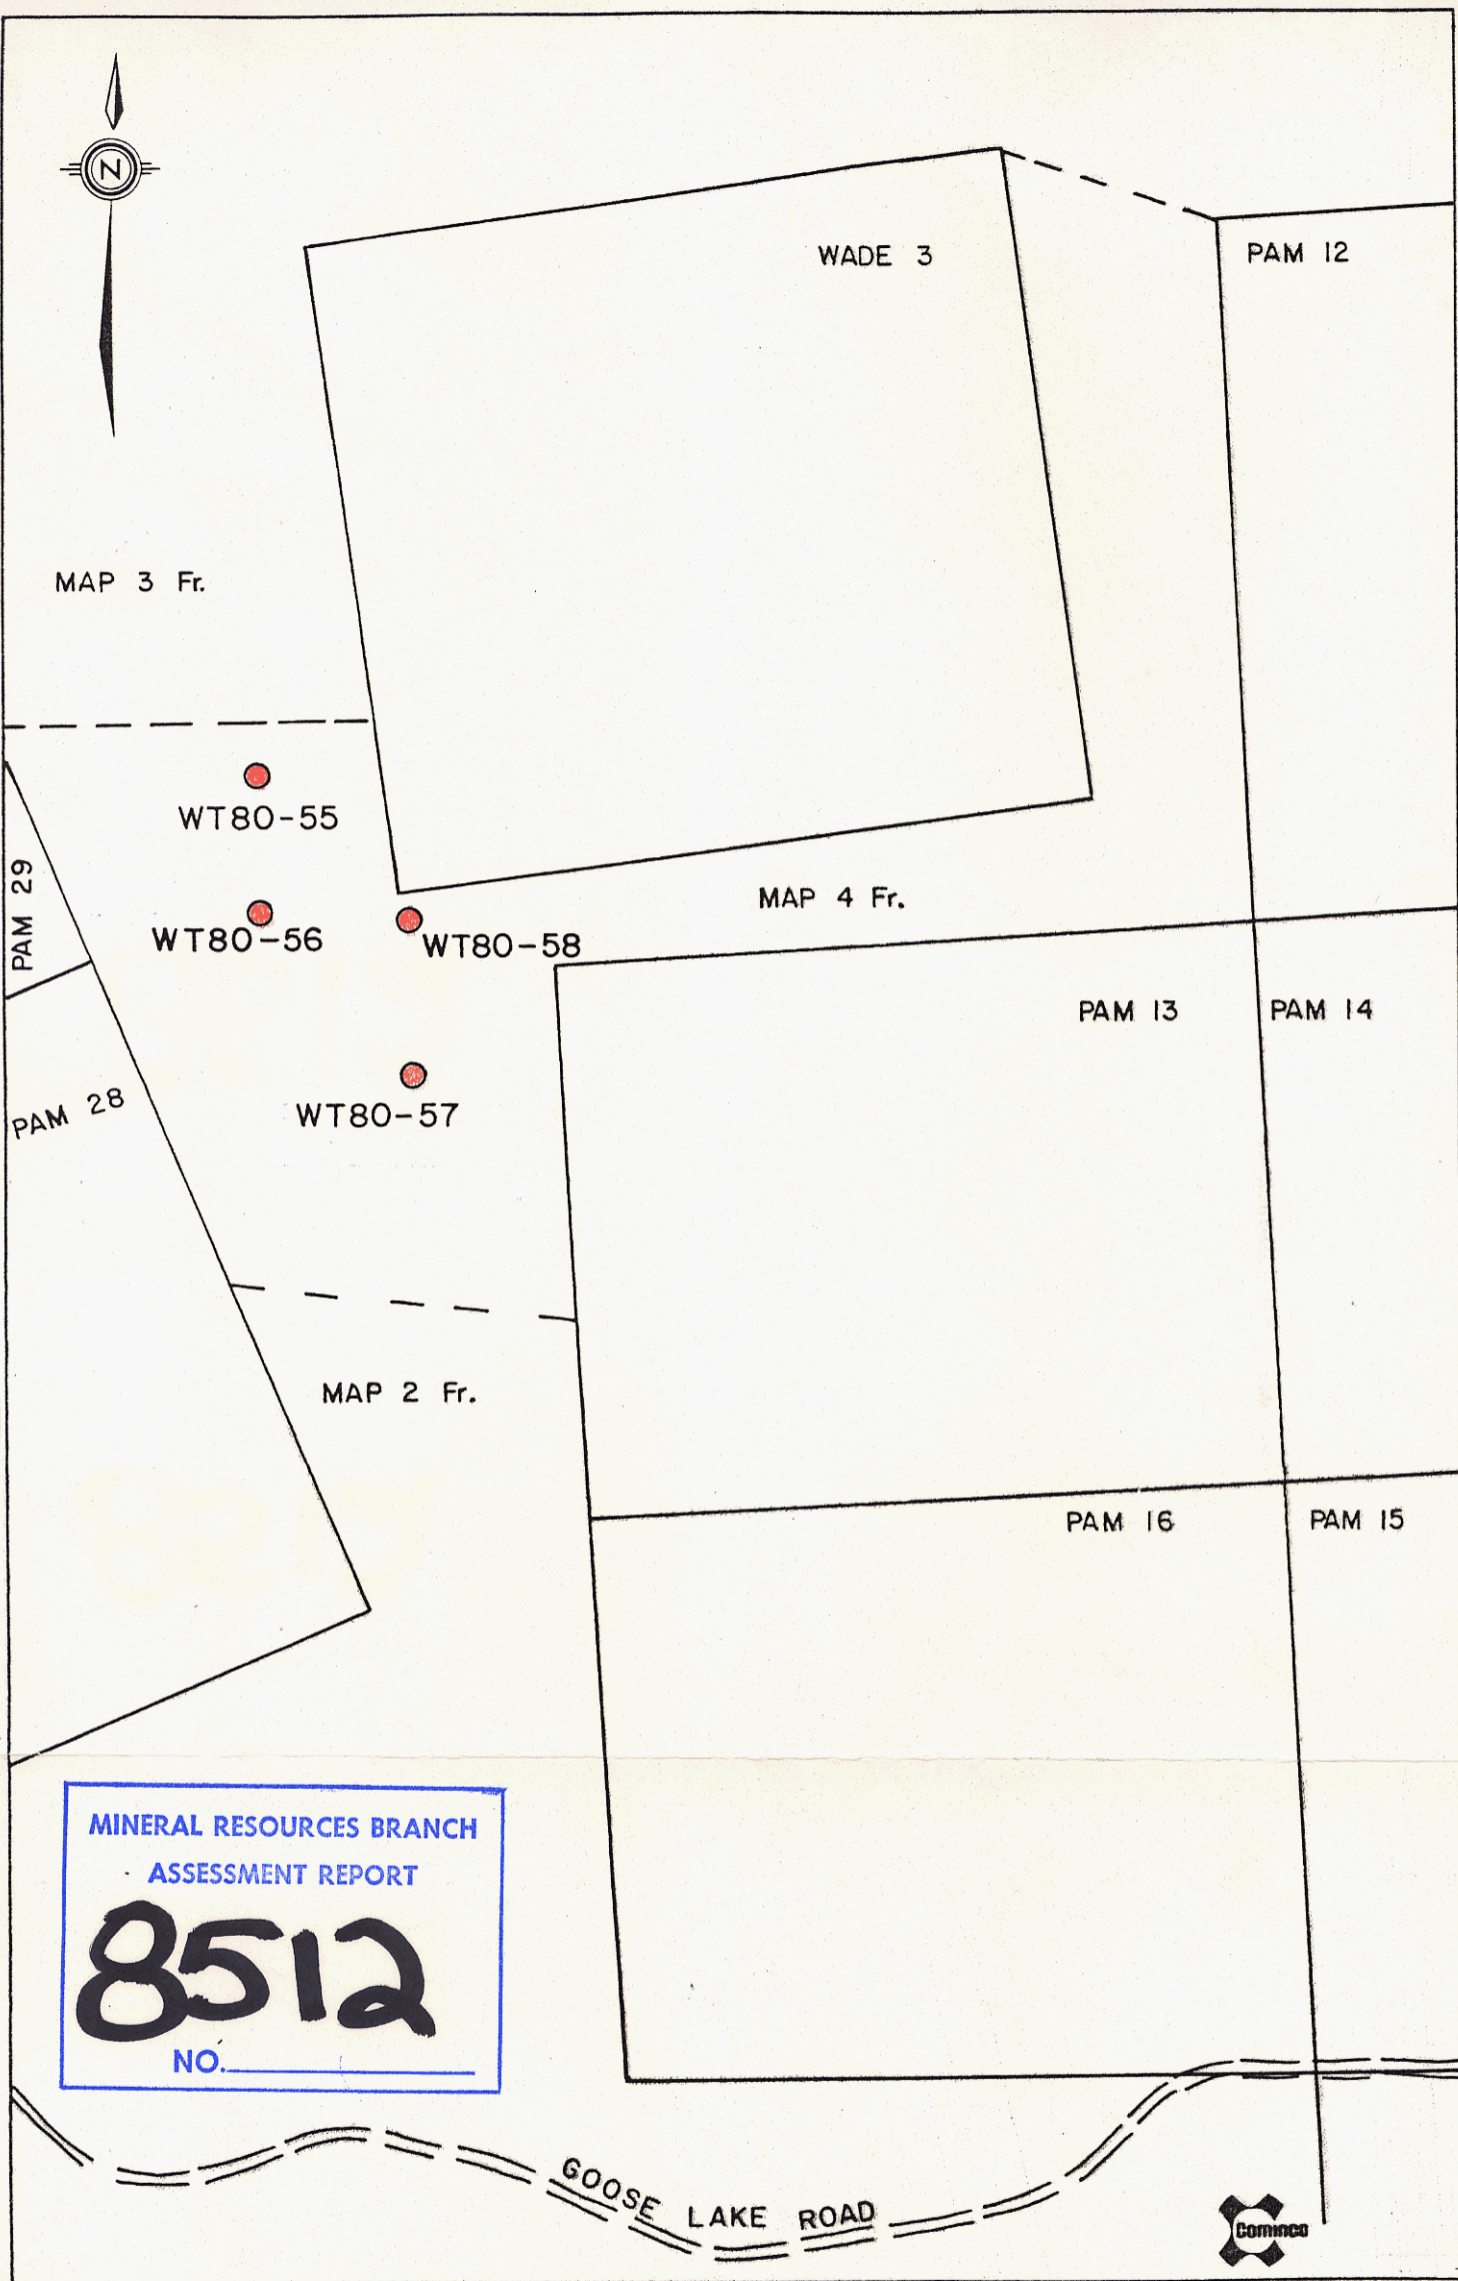 N
WADE 3
PAM 12
MAP 3 Fr.
WT80-55
PAM 29
MAP 4 Fr.
WT80-56
WT80-58
PAM 13
PAM 14
PAM 28
WT80-57
MAP 2 Fr.
PAM 16
PAM 15
MINERAL RESOURCES BRANCH
ASSESSMENT REPORT
8512
NO.
GOOSE LAKE ROAD
Cominco